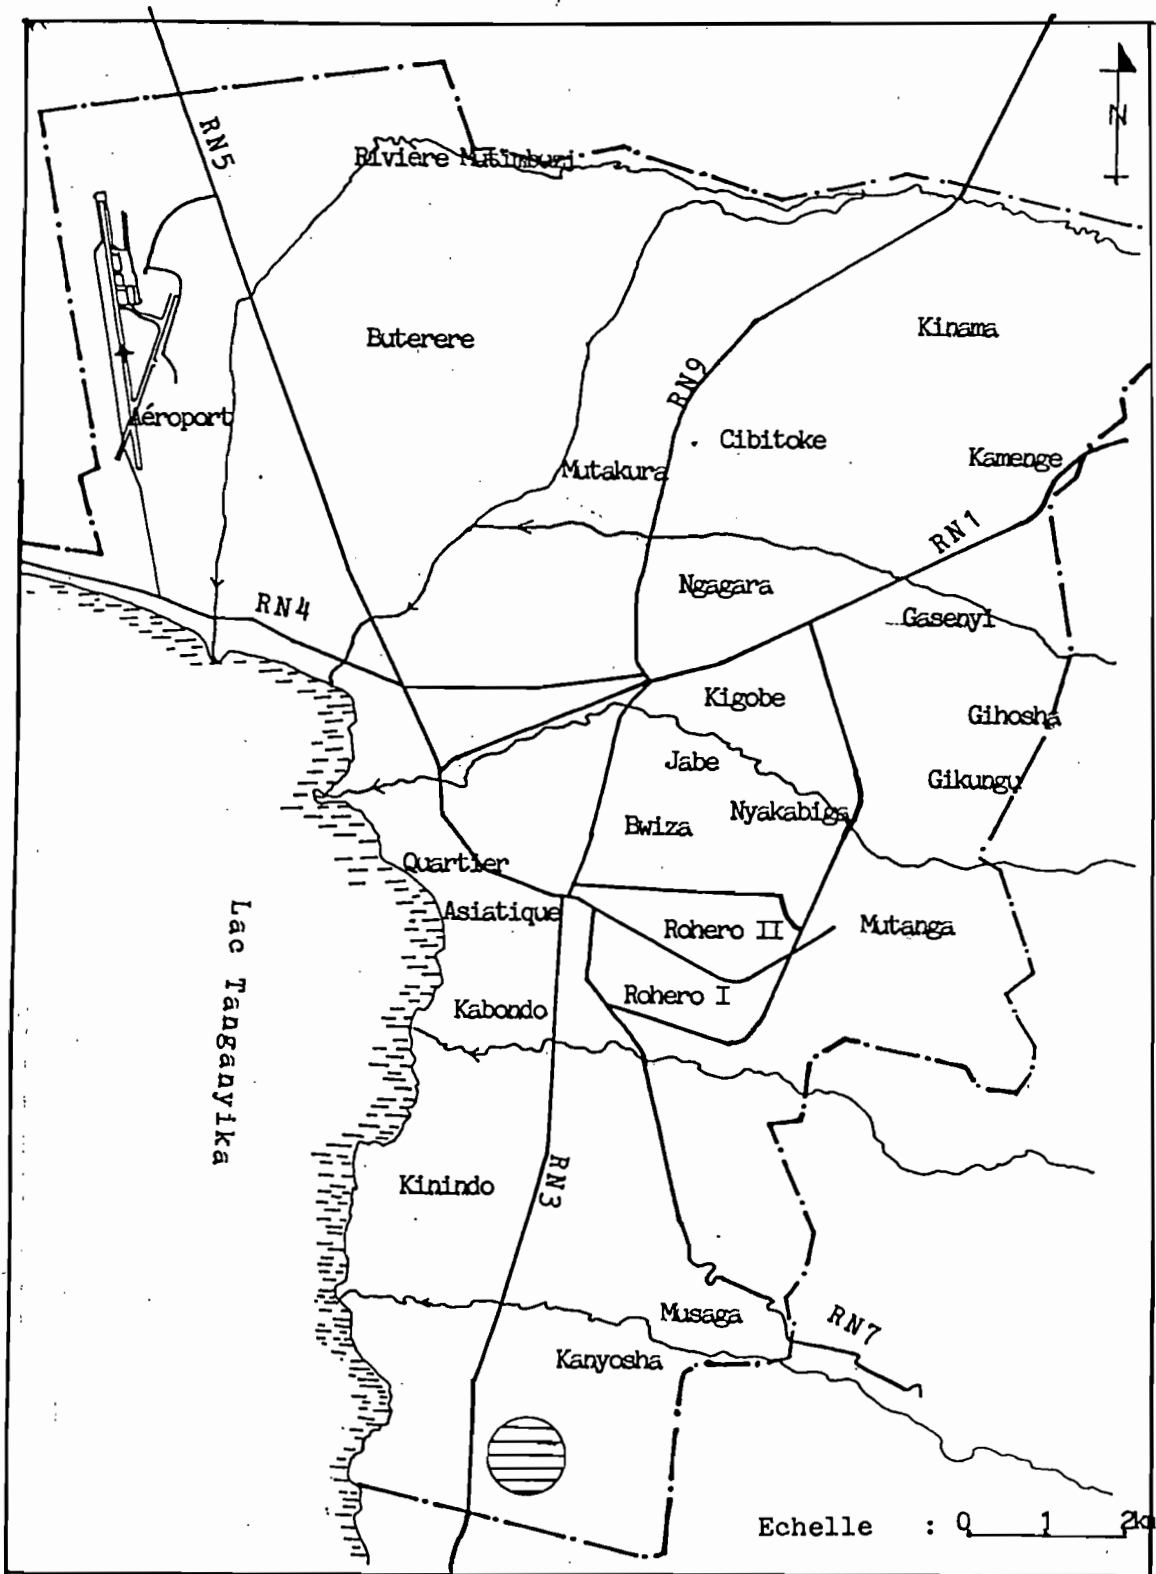 N
RN5
Rivière Mutimbuzi
Buterere
Kinama
RN9
Aéroport
Cibitoke
Mutakura
Kamenge
RN1
Ngagara
RN4
Gasenyi
Kigobe
Gihosha
Jabe
Gikungu
Nyakabiga
Bwiza
Quartier
Asiatique
Rohero II
Mutanga
Lac Tanganyika
Rohero I
Kabondo
RN3
Kinindo
Musaga
RN7
Kanyosha
Echelle : 0 1 2km